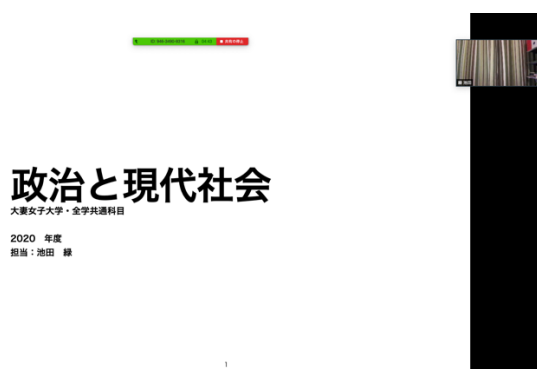 政治と現代社会
大妻女子大学・全学共通科目
2020　年度
担当：池田　緑
1